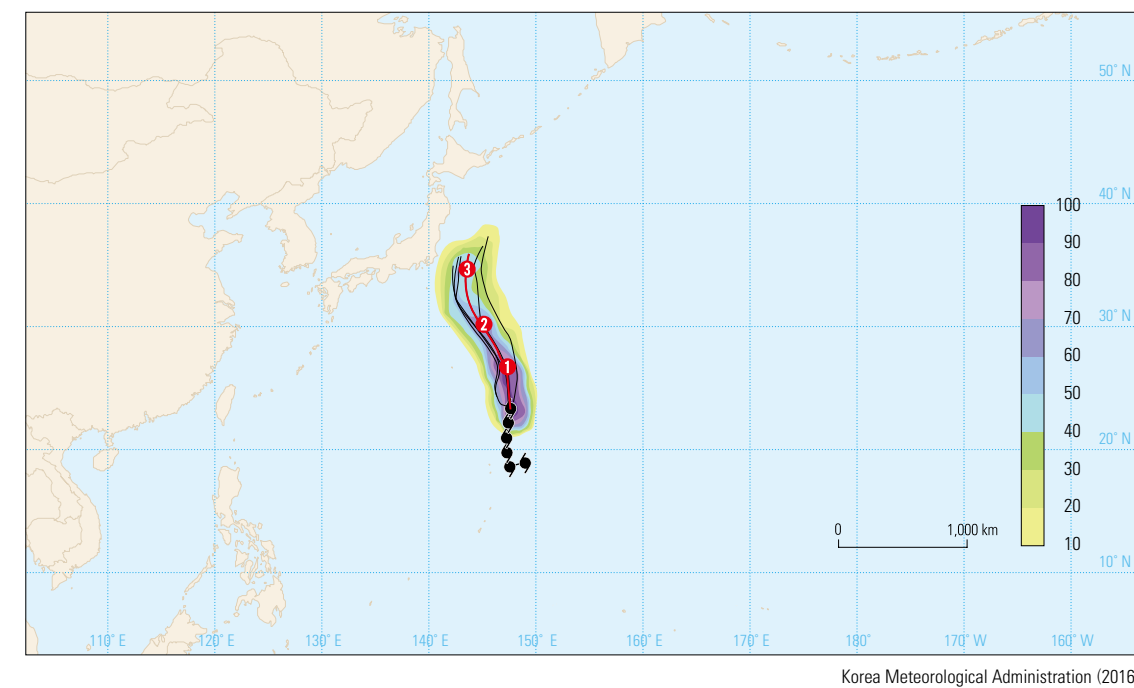 50° N
40° N
100
90
80
70
30° N
60
50
40
20° N
30
0 1,000 km
20
10
10° N
3
2
1
110° E 120° E 130° E 140° E 150° E 160° E 170° E 180° 170° W 160° W
Korea Meteorological Administration (2016